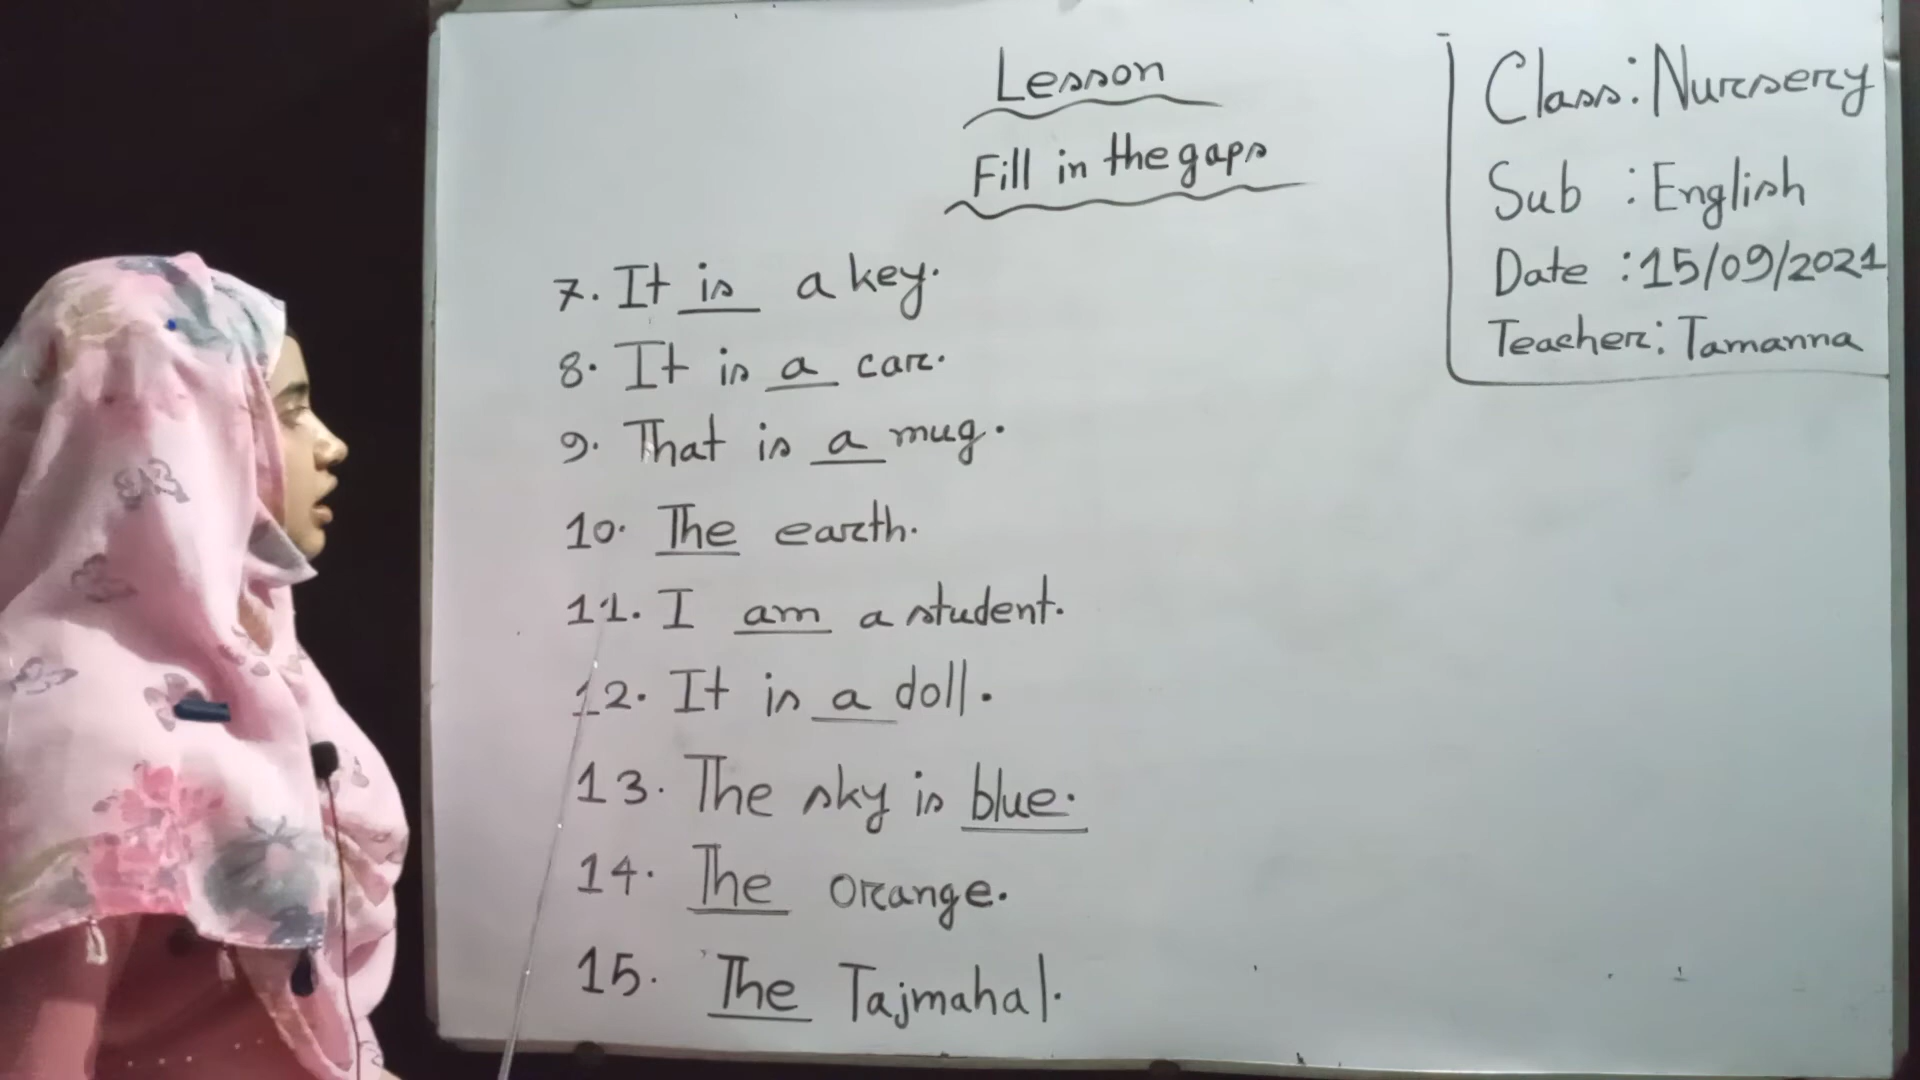 Lesson
Fill in the gaps
Class: Nursery
Sub : English
Date : 15/09/2021
Teacher: Tamanna
7. It is a key.
8. It is a car.
9. That is a mug.
10. The earth.
11. I am a student.
12. It is a doll.
13. The sky is blue.
14. The orange.
15. The Tajmahal.